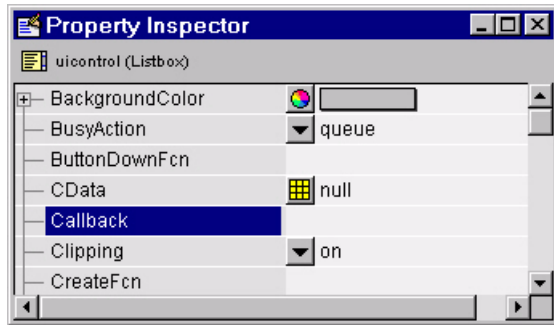 Property Inspector
uicontrol (Listbox)
BackgroundColor
BusyAction queue
ButtonDownFcn
CData null
Callback
Clipping on
CreateFcn